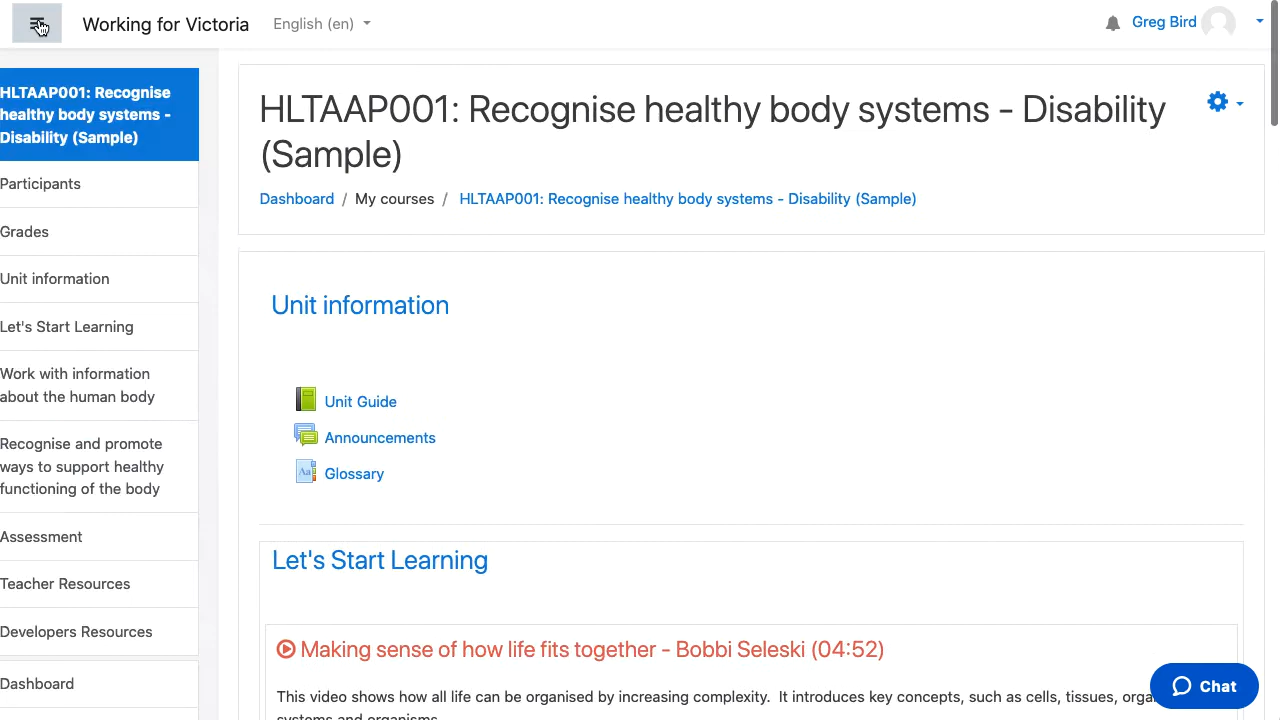 Working for Victoria
English (en)
Greg Bird
HLTAAP001: Recognise
healthy body systems -
Disability (Sample)
Participants
Grades
Unit information
Let's Start Learning
Work with information
about the human body
Recognise and promote
ways to support healthy
functioning of the body
Assessment
Teacher Resources
Developers Resources
Dashboard
HLTAAP001: Recognise healthy body systems - Disability
(Sample)
Dashboard / My courses / HLTAAP001: Recognise healthy body systems - Disability (Sample)
Unit information
Unit Guide
Announcements
Aa
Glossary
Let's Start Learning
Making sense of how life fits together - Bobbi Seleski (04:52)
This video shows how all life can be organised by increasing complexity. It introduces key concepts, such as cells, tissues,
systems and organisms.
Chat